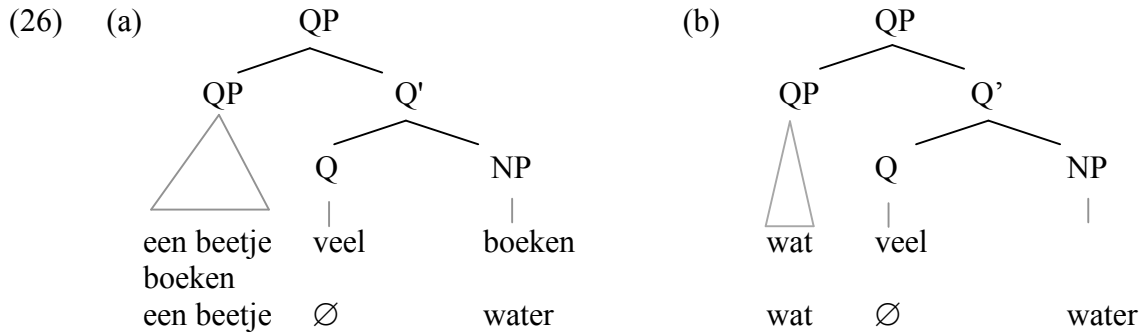 (26) (a) QP (b) QP
QP Q' QP Q’
Q NP Q NP
een beetje veel boeken wat veel
boeken
een beetje ∅ water wat ∅ water